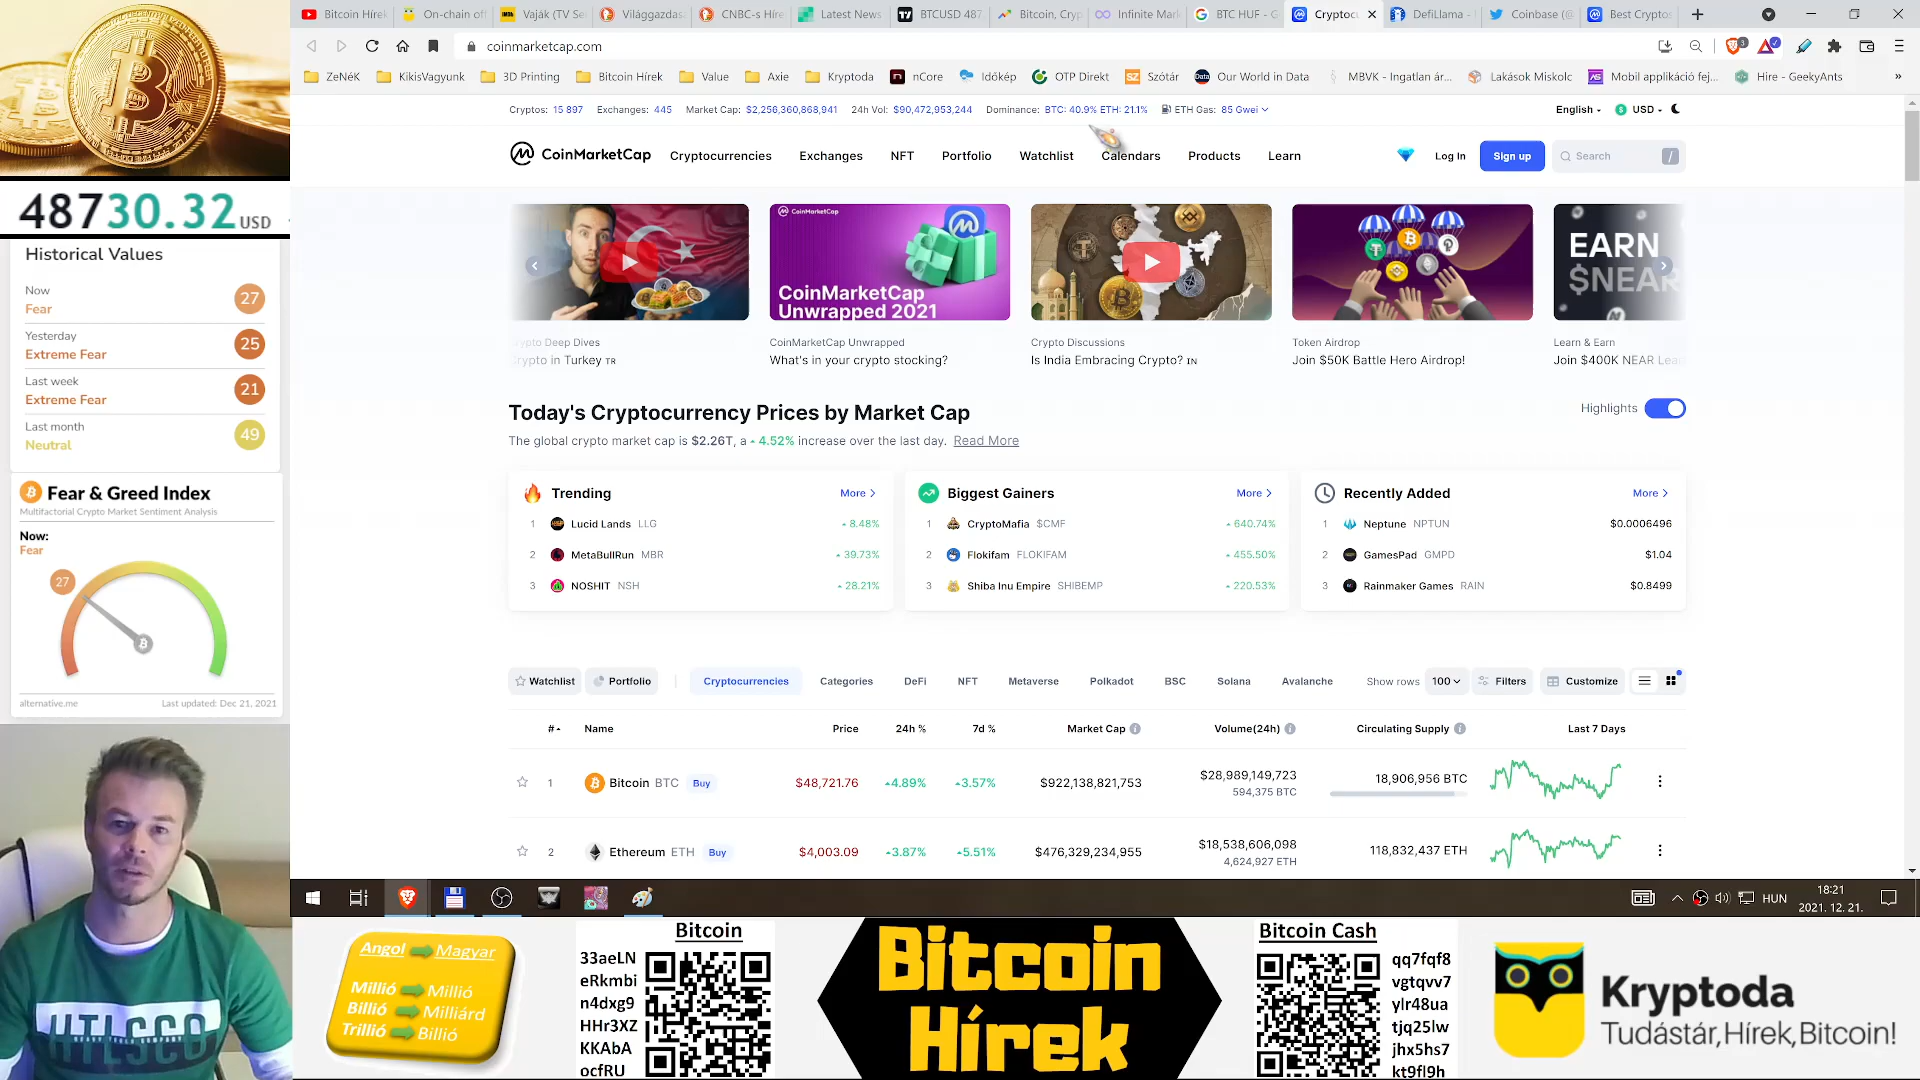 Bitcoin Hírek
On-chain off
Vaják (TV Se
Világgazdas
CNBC-s Híre
Latest News
BTCUSD 487
Bitcoin, Cryp
Infinite Mark
BTC HUF - G
Cryptocu
DefiLlama -
Coinbase (@
Best Cryptos
coinmarketcap.com
ZeNéK
KikisVagyunk
3D Printing
Bitcoin Hírek
Value
Axie
Kryptoda
nCore
Időkép
OTP Direkt
Szótár
Our World in Data
MBVK - Ingatlan ár...
Lakások Miskolc
Mobil applikáció fej...
Hire - GeekyAnts
Cryptos: 15 897 Exchanges: 445 Market Cap: $2,256,360,868,941 24h Vol: $90,472,953,244 Dominance: BTC: 40.9% ETH: 21.1% ETH Gas: 85 Gwei
English USD
CoinMarketCap Cryptocurrencies Exchanges NFT Portfolio Watchlist Calendars Products Learn
Log In Sign up Search /
48730.32 USD
Historical Values
Now
Fear
27
Yesterday
Extreme Fear
25
Last week
Extreme Fear
21
Last month
Neutral
49
Fear & Greed Index
Multifactorial Crypto Market Sentiment Analysis
Now:
Fear
27
alternative.me Last updated: Dec 21, 2021
CoinMarketCap
CoinMarketCap
Unwrapped 2021
EARN
$NEAR
ypto Deep Dives
Crypto in Turkey TR
CoinMarketCap Unwrapped
What's in your crypto stocking?
Crypto Discussions
Is India Embracing Crypto? IN
Token Airdrop
Join $50K Battle Hero Airdrop!
Learn & Earn
Join $400K NEAR Lea
Today's Cryptocurrency Prices by Market Cap
Highlights
The global crypto market cap is $2.26T, a 4.52% increase over the last day. Read More
Trending More
1 Lucid Lands LLG 8.48%
2 MetaBullRun MBR 39.73%
3 NOSHIT NSH 28.21%
Biggest Gainers More
1 CryptoMafia $CMF 640.74%
2 Flokifam FLOKIFAM 455.50%
3 Shiba Inu Empire SHIBEMP 220.53%
Recently Added More
1 Neptune NPTUN $0.0006496
2 GamesPad GMPD $1.04
3 Rainmaker Games RAIN $0.8499
Watchlist Portfolio Cryptocurrencies Categories DeFi NFT Metaverse Polkadot BSC Solana Avalanche Show rows 100 Filters Customize
# Name Price 24h % 7d % Market Cap Volume(24h) Circulating Supply Last 7 Days
1 Bitcoin BTC Buy $48,721.76 4.89% 3.57% $922,138,821,753 $28,989,149,723 18,906,956 BTC
594,375 BTC
2 Ethereum ETH Buy $4,003.09 3.87% 5.51% $476,329,234,955 $18,538,606,098 118,832,437 ETH
4,624,927 ETH
HUN
18:21
2021. 12. 21.
Angol Magyar
Millió Millió
Billió Milliárd
Trillió Billió
Bitcoin
33aeLN
eRkmbi
n4dxg9
HHr3XZ
KKAbA
ocfRU
Bitcoin
Hírek
Bitcoin Cash
qq7fqf8
vgtqvv7
ylr48ua
tjq25lw
jhx5hs7
kt9fl9h
Kryptoda
Tudástár,Hírek,Bitcoin!